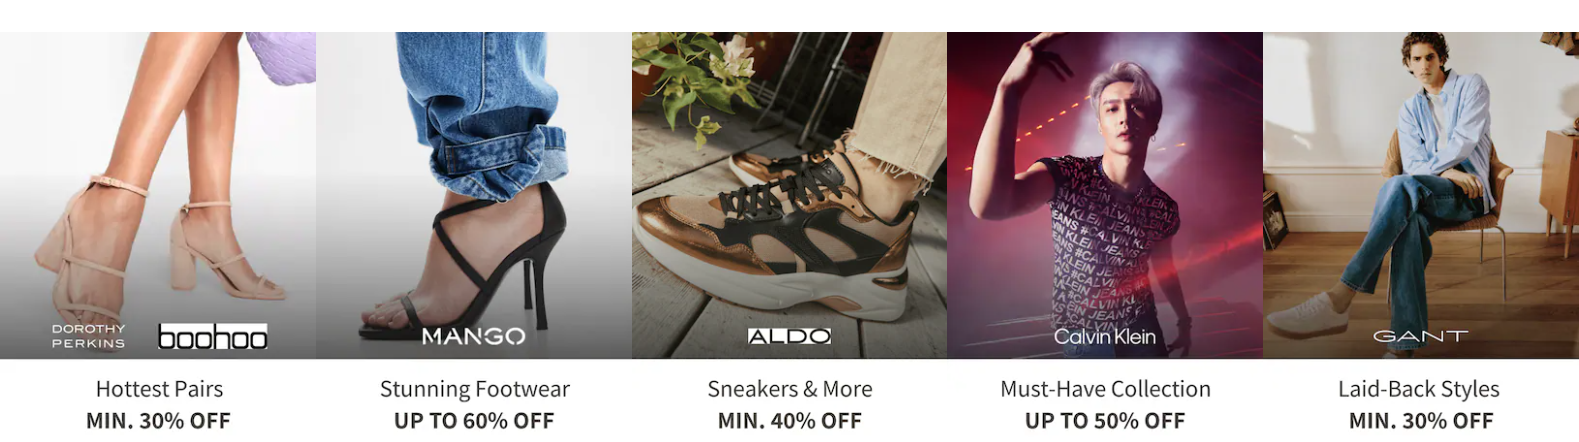 DOROTHY
PERKINS
boohoo
MANGO
ALDO
Calvin Klein
GANT
Hottest Pairs
MIN. 30% OFF
Stunning Footwear
UP TO 60% OFF
Sneakers & More
MIN. 40% OFF
Must-Have Collection
UP TO 50% OFF
Laid-Back Styles
MIN. 30% OFF